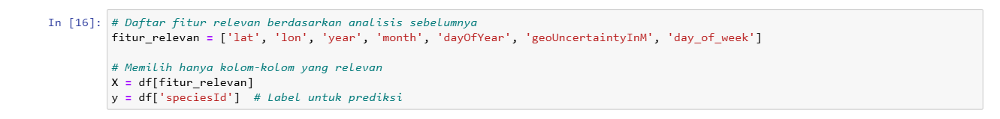 In [16]: # Daftar fitur relevan berdasarkan analisis sebelumnya
fitur_relevan = ['lat', 'lon', 'year', 'month', 'dayOfYear', 'geoUncertaintyInM', 'day_of_week']
# Memilih hanya kolom-kolom yang relevan
X = df[fitur_relevan]
y = df['speciesId']  # Label untuk prediksi